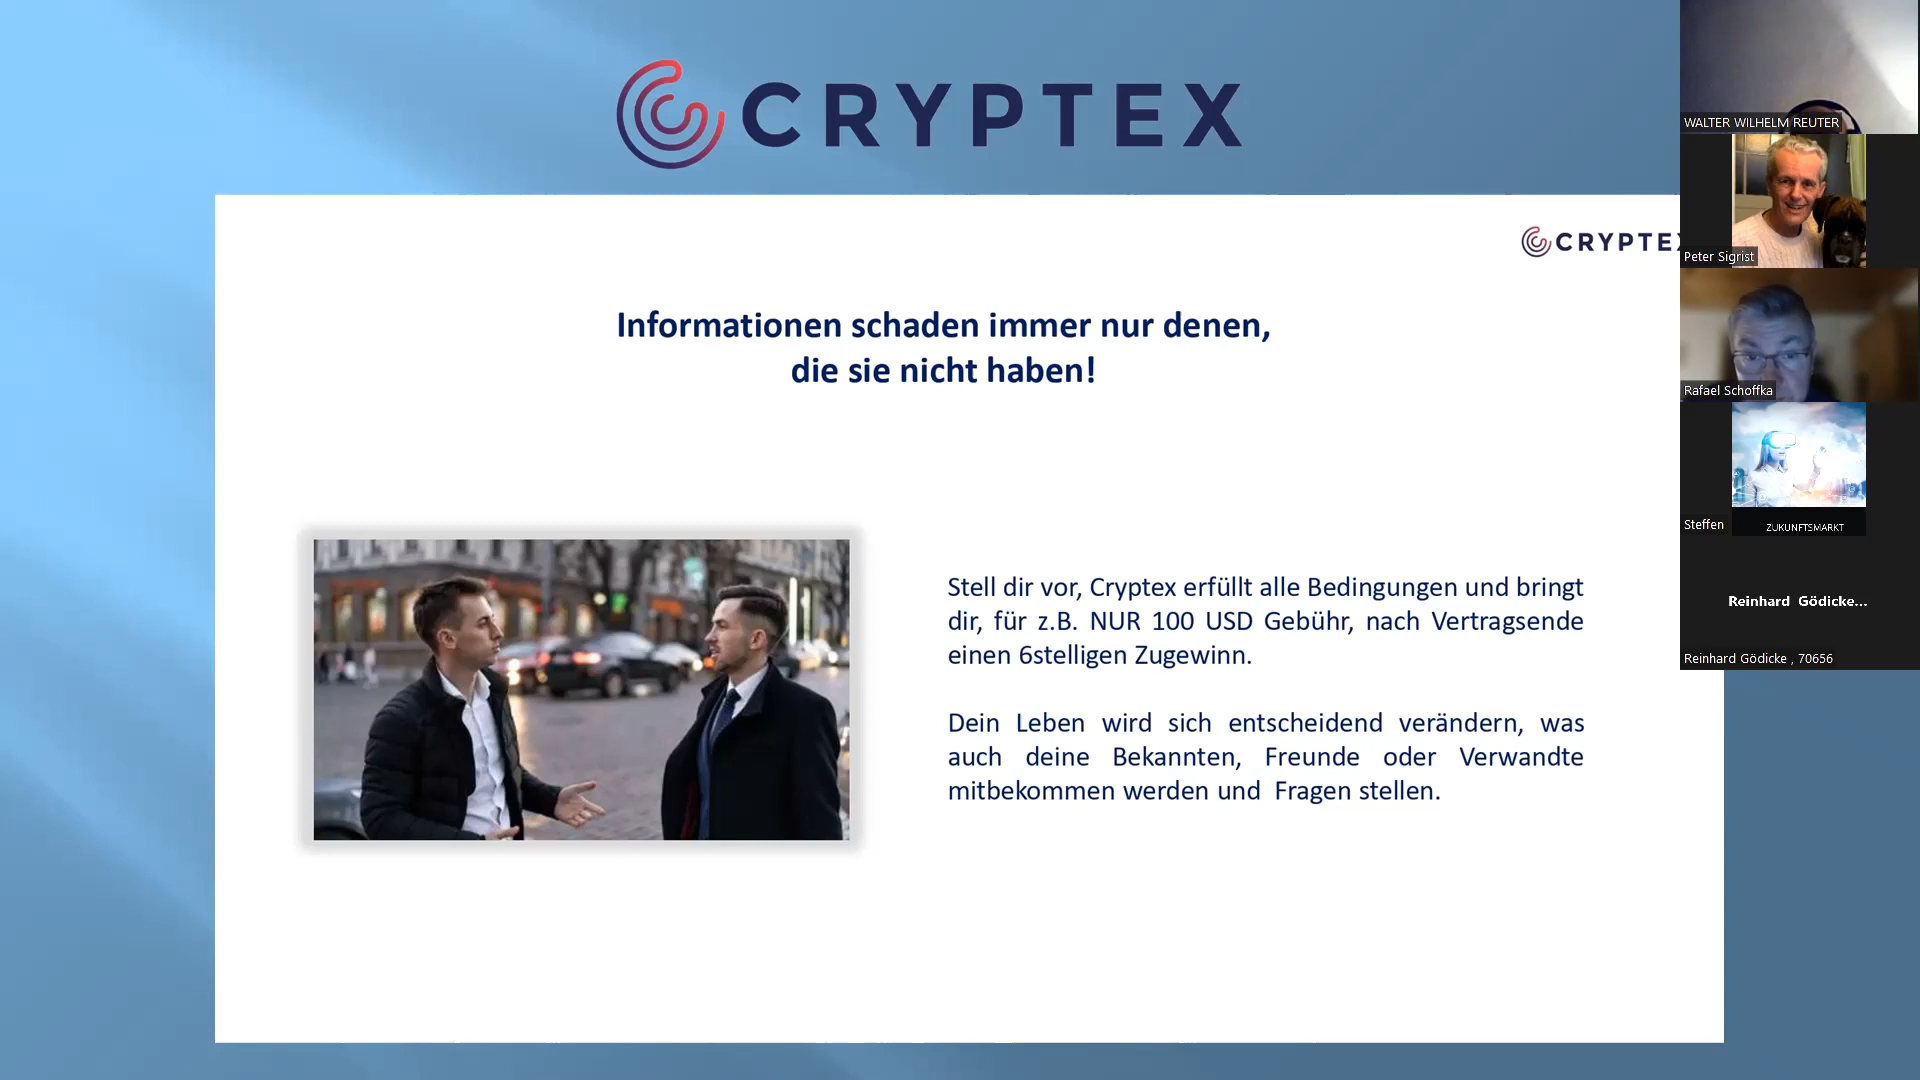 CRYPTEX
CRYPTEX
Informationen schaden immer nur denen,
die sie nicht haben!
Stell dir vor, Cryptex erfüllt alle Bedingungen und bringt
dir, für z.B. NUR 100 USD Gebühr, nach Vertragsende
einen 6stelligen Zugewinn.
Dein Leben wird sich entscheidend verändern, was
auch deine Bekannten, Freunde oder Verwandte
mitbekommen werden und Fragen stellen.
WALTER WILHELM REUTER
Peter Sigrist
Rafael Schoffka
Steffen
ZUKUNFTSMARKT
Reinhard Gödicke...
Reinhard Gödicke , 70656